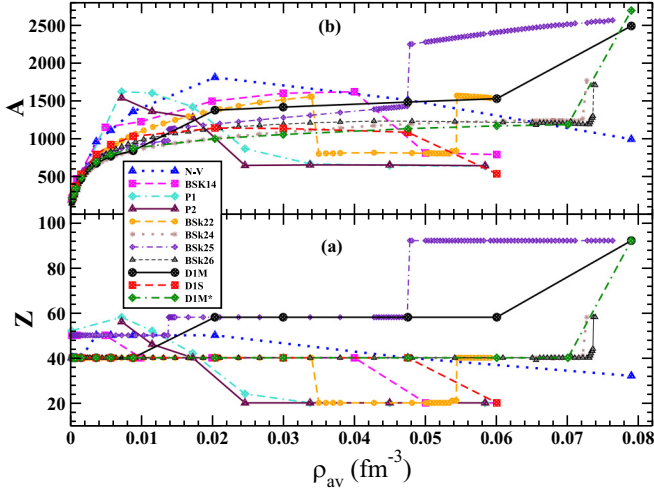 (b)
2500
2000
1500
1000
500
A
N-V
BSK14
P1
P2
BSk22
BSk24
BSk25
BSk26
D1M
D1S
D1M*
(a)
100
80
60
40
20
Z
0 0.01 0.02 0.03 0.04 0.05 0.06 0.07 0.08
ρav (fm-3)